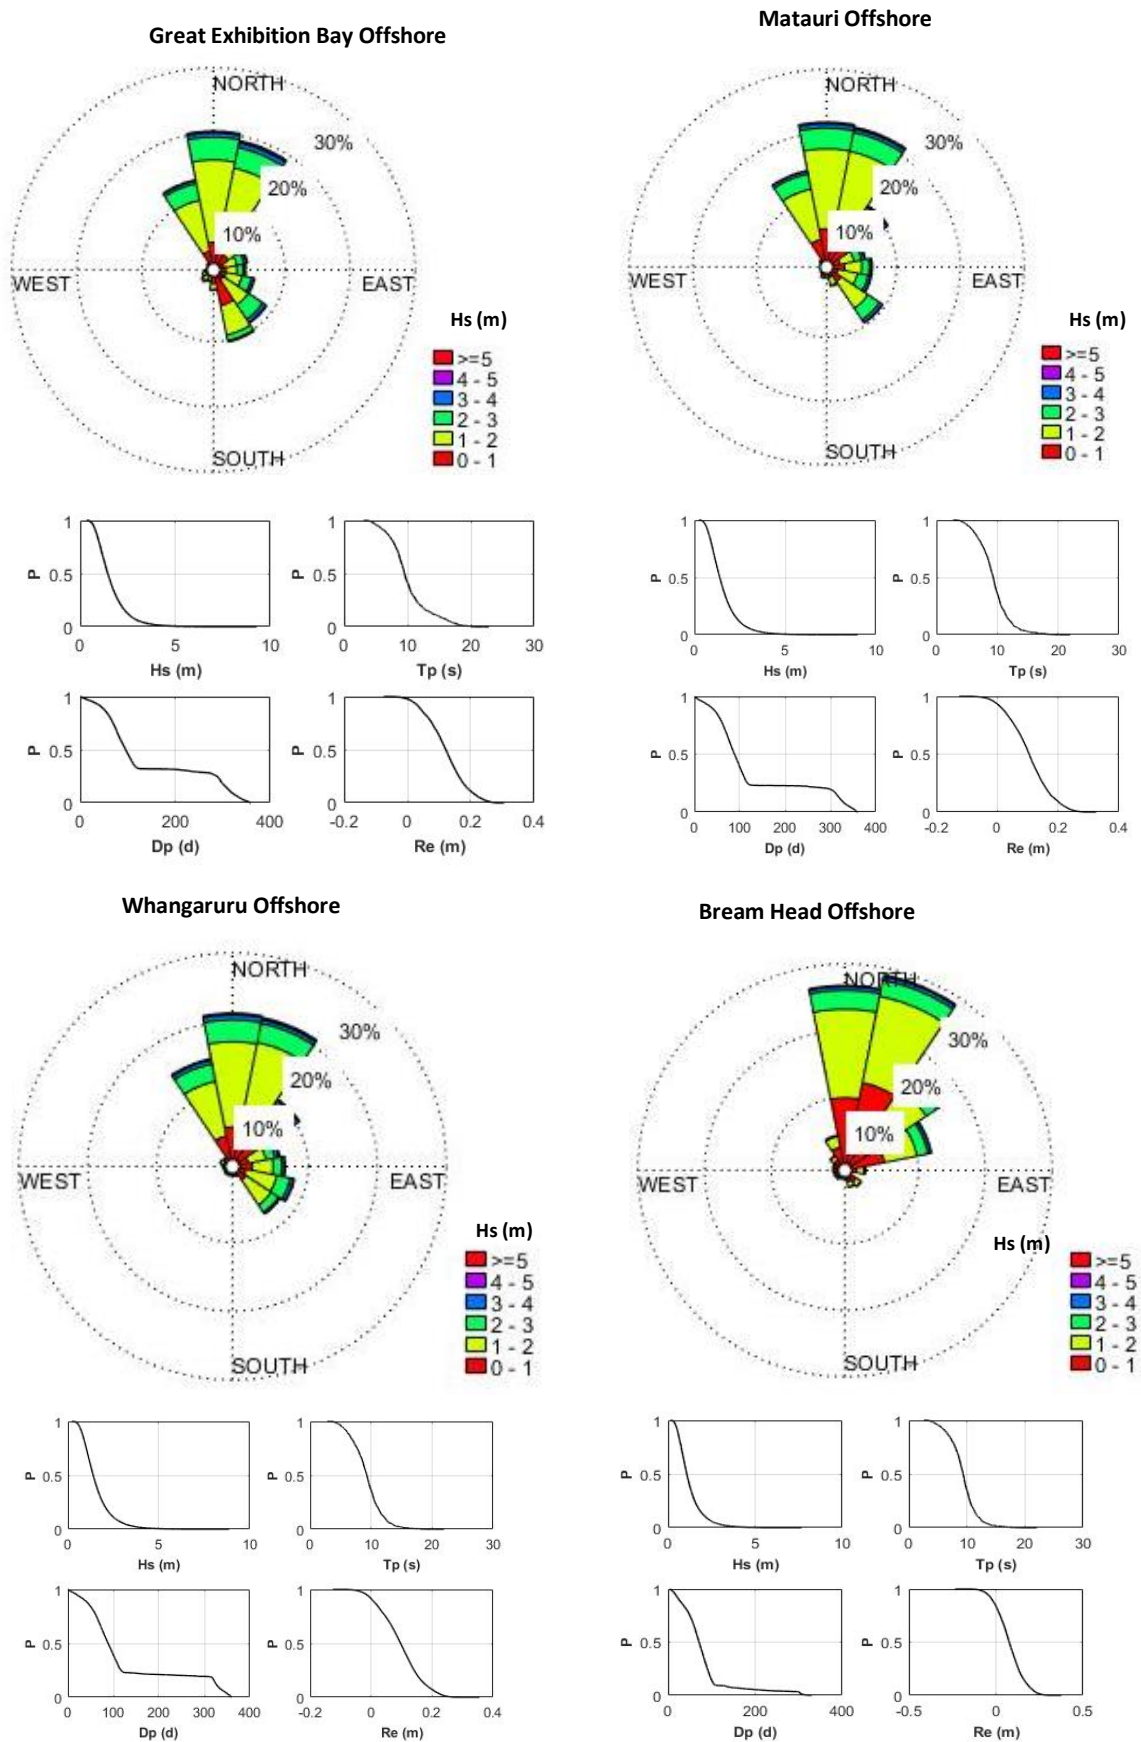 Great Exhibition Bay Offshore
NORTH
30%
20%
10%
WEST
EAST
SOUTH
Hs (m)
>=5
4 - 5
3 - 4
2 - 3
1 - 2
0 - 1
1
P 0.5
0
0 5 10
Hs (m)
1
P 0.5
0
0 10 20 30
Tp (s)
1
P 0.5
0
0 200 400
Dp (d)
1
P 0.5
0
-0.2 0 0.2 0.4
Re (m)
Matauri Offshore
NORTH
30%
20%
10%
WEST
EAST
SOUTH
Hs (m)
>=5
4 - 5
3 - 4
2 - 3
1 - 2
0 - 1
1
P 0.5
0
0 5 10
Hs (m)
1
P 0.5
0
0 10 20 30
Tp (s)
1
P 0.5
0
0 100 200 300 400
Dp (d)
1
P 0.5
0
-0.2 0 0.2 0.4
Re (m)
Whangaruru Offshore
NORTH
30%
20%
10%
WEST
EAST
SOUTH
Hs (m)
>=5
4 - 5
3 - 4
2 - 3
1 - 2
0 - 1
1
P 0.5
0
0 5 10
Hs (m)
1
P 0.5
0
0 10 20 30
Tp (s)
1
P 0.5
0
0 100 200 300 400
Dp (d)
1
P 0.5
0
-0.2 0 0.2 0.4
Re (m)
Bream Head Offshore
NORTH
30%
20%
10%
WEST
EAST
SOUTH
Hs (m)
>=5
4 - 5
3 - 4
2 - 3
1 - 2
0 - 1
1
P 0.5
0
0 5 10
Hs (m)
1
P 0.5
0
0 10 20 30
Tp (s)
1
P 0.5
0
0 200 400
Dp (d)
1
P 0.5
0
-0.5 0 0.5
Re (m)